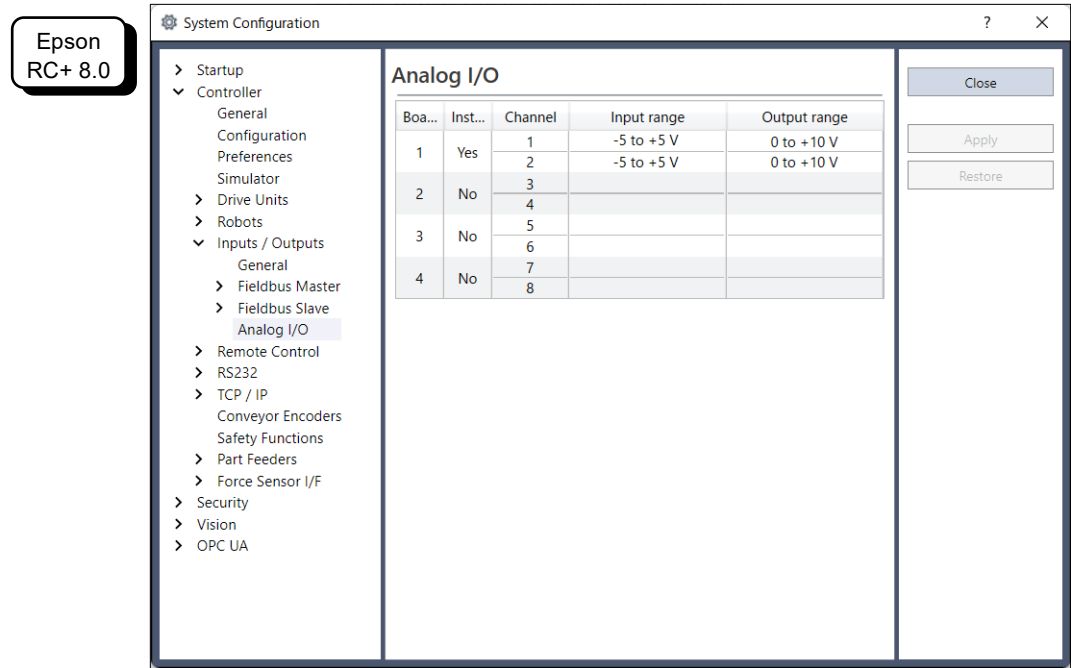 Epson
RC+ 8.0
System Configuration
?
Startup
Controller
General
Configuration
Preferences
Simulator
Drive Units
Robots
Inputs / Outputs
General
Fieldbus Master
Fieldbus Slave
Analog I/O
Remote Control
RS232
TCP / IP
Conveyor Encoders
Safety Functions
Part Feeders
Force Sensor I/F
Security
Vision
OPC UA
Analog I/O
Boa... Inst... Channel Input range Output range
1 Yes 1 -5 to +5 V 0 to +10 V
2 -5 to +5 V 0 to +10 V
2 No 3
4
3 No 5
6
4 No 7
8
Close
Apply
Restore